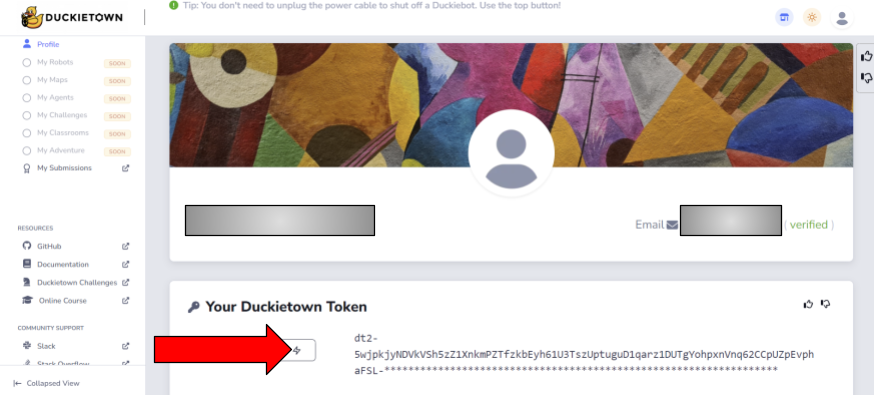 DUCKIETOWN
Tip: You don't need to unplug the power cable to shut off a Duckiebot. Use the top button!
Profile
My Robots SOON
My Maps SOON
My Agents SOON
My Challenges SOON
My Classrooms SOON
My Adventure SOON
My Submissions
RESOURCES
GitHub
Documentation
Duckietown Challenges
Online Course
COMMUNITY SUPPORT
Slack
Stack Overflow
Collapsed View
Email ( verified )
Your Duckietown Token
dt2-
5wjpkjyNDVkVSh5zZ1XnkmPZTfzkbEyh61U3TszUptuguD1qarz1DUTgYohpxnVnq62CCpUZpEvph
aFSL-******************************************************************